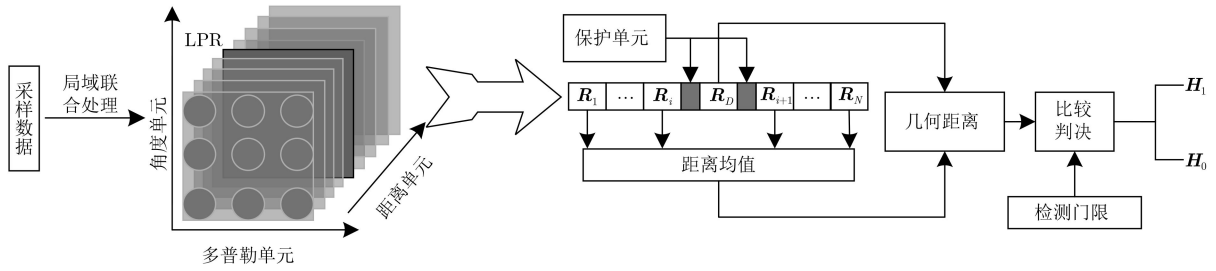 采样数据
局域联
合处理
LPR
角度单元
多普勒单元
距离单元
保护单元
R₁ ⋯ Rᵢ R_D Rᵢ₊₁ ⋯ R_N
距离均值
几何距离
比较
判决
检测门限
H₁
H₀